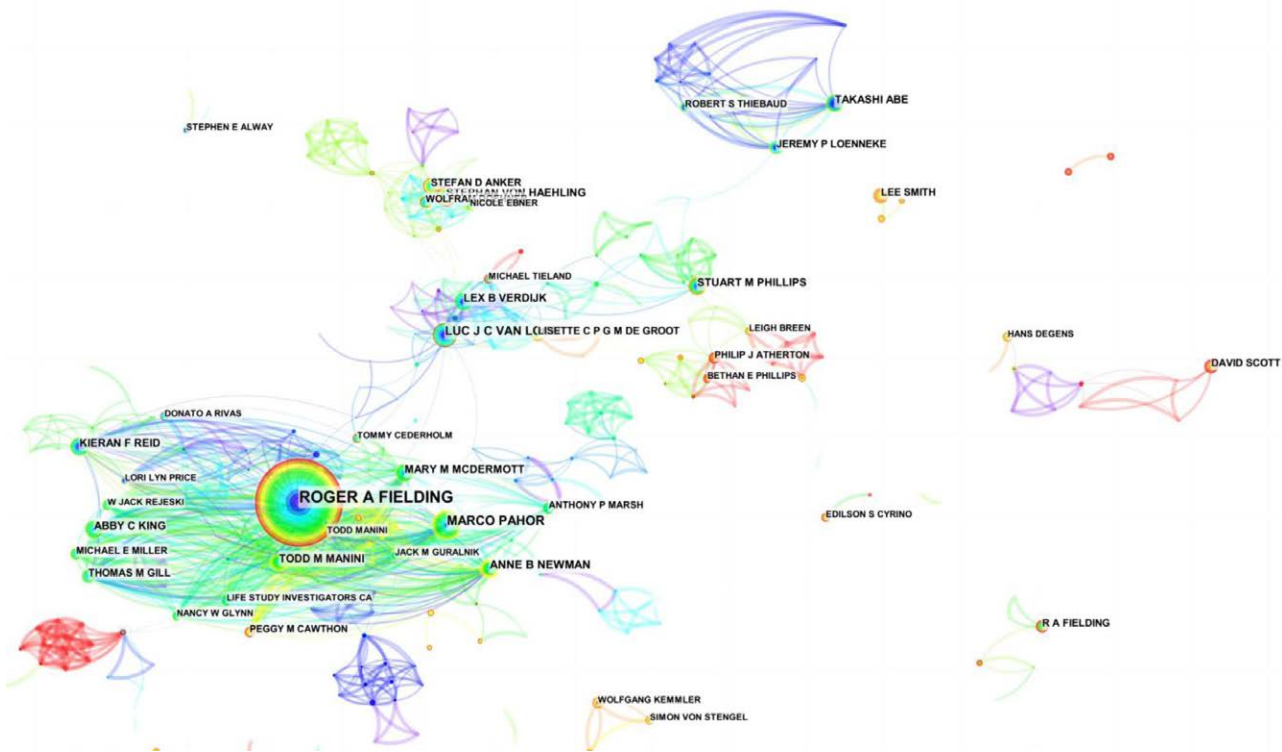 ROBERT S THIEBAUD
TAKASHI ABE
STEPHEN E ALWAY
JEREMY P LOENNEKE
STEFAN D ANKER
STEPHAN VON HAEHLING
LEE SMITH
NICOLE EBNER
MICHAEL TIELAND
STUART M PHILLIPS
LEX B VERDIJK
LUC J C VAN
LISETTE C P G M DE GROOT
LEIGH BREEN
HANS DEGENS
PHILIP J ATHERTON
DAVID SCOTT
BETHAN E PHILLIPS
DONATO A RIVAS
TOMMY CEDERHOLM
KIERAN F REID
MARY M MCDERMOTT
LORI LYN PRICE
ROGER A FIELDING
W JACK REJESKI
ANTHONY P MARSH
EDILSON S CYRINO
MARCO PAHOR
ABBY C KING
TODD MANINI
MICHAEL E MILLER
JACK M GURALNIK
TODD M MANINI
ANNE B NEWMAN
THOMAS M GILL
LIFE STUDY INVESTIGATORS CA
NANCY W GLYNN
R A FIELDING
PEGGY M CAWTHON
WOLFGANG KEMMLER
SIMON VON STENGEL